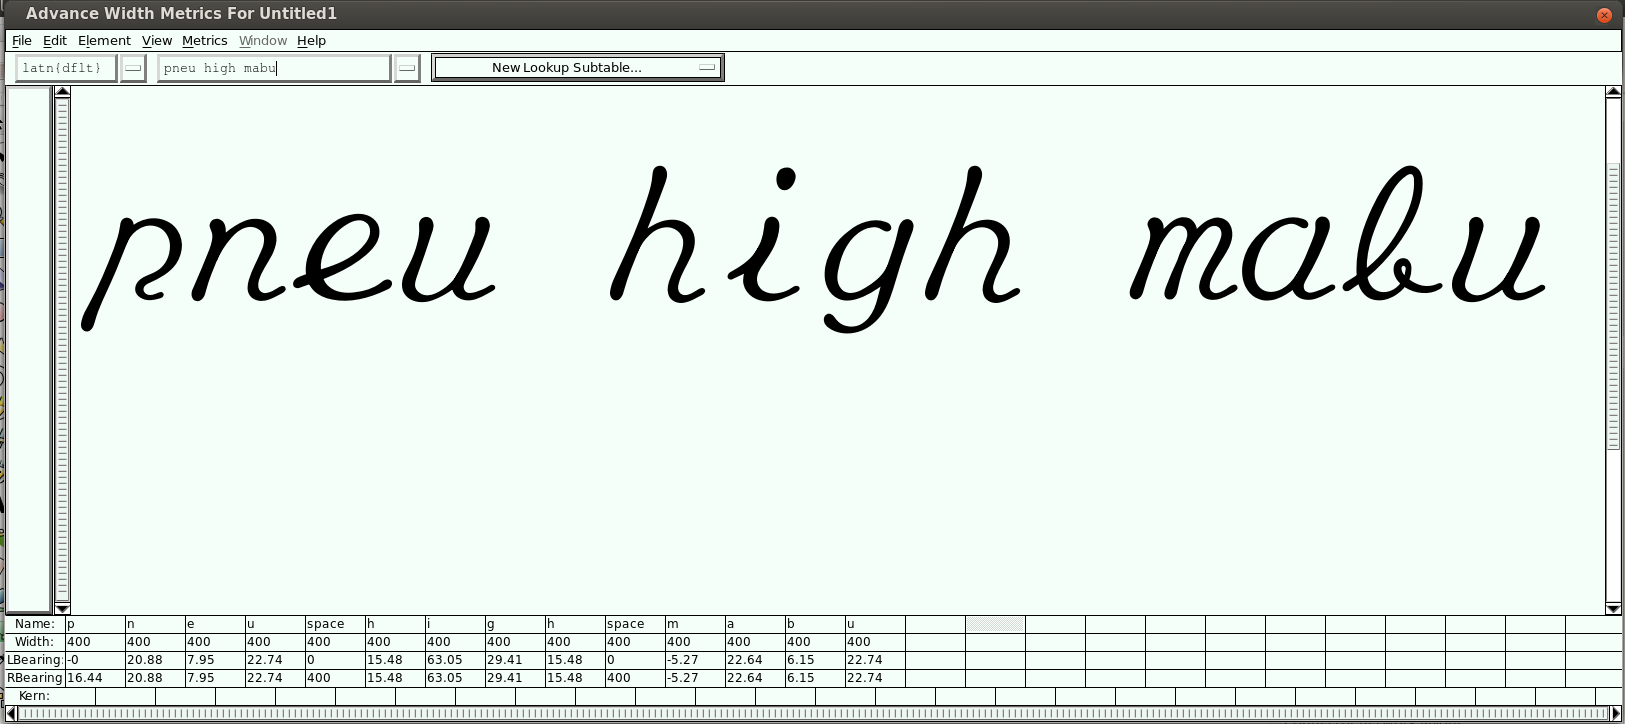 Advance Width Metrics For Untitled1
File Edit Element View Metrics Window Help
latn{dflt} pneu high mabu New Lookup Subtable...
pneu high mabu
Name: p n e u space h i g h space m a b u
Width: 400 400 400 400 400 400 400 400 400 400 400 400 400 400
LBearing: -0 20.88 7.95 22.74 0 15.48 63.05 29.41 15.48 0 -5.27 22.64 6.15 22.74
RBearing 16.44 20.88 7.95 22.74 400 15.48 63.05 29.41 15.48 400 -5.27 22.64 6.15 22.74
Kern: